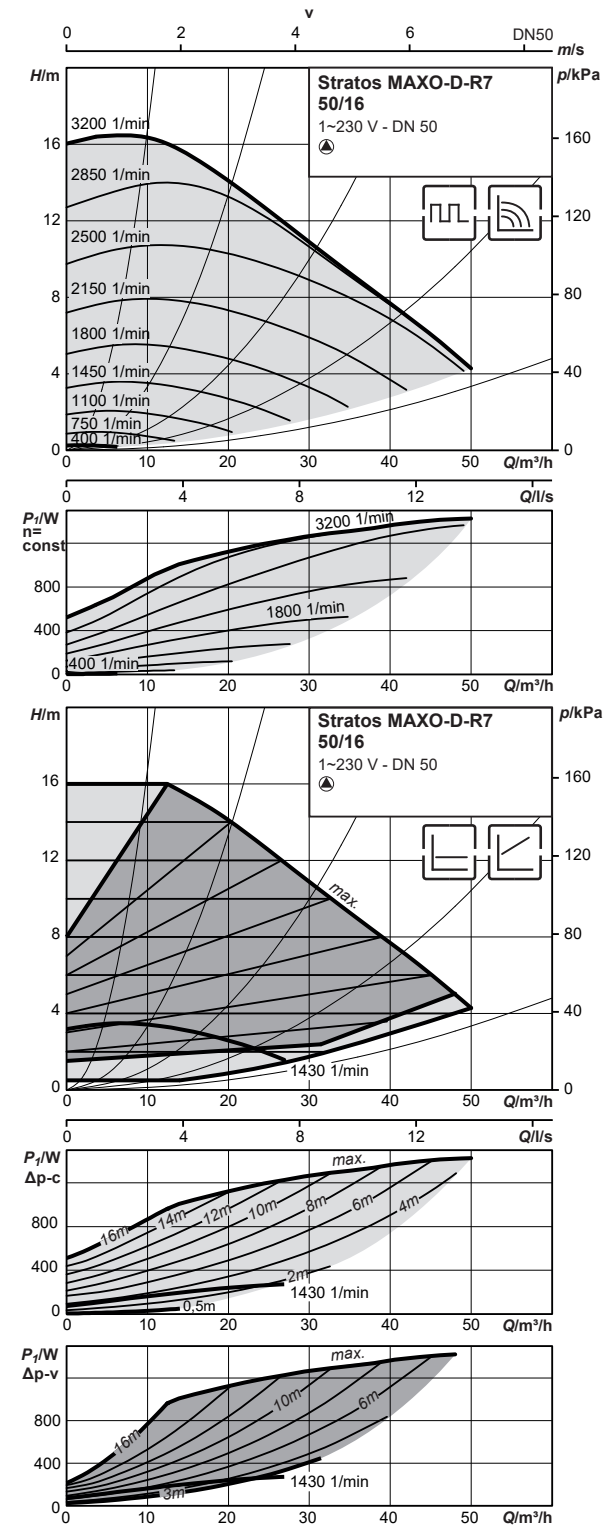 v
0 2 4 6 DN50
m/s
H/m p/kPa
Stratos MAXO-D-R7
50/16
1~230 V - DN 50
3200 1/min
16 160
2850 1/min
12 120
2500 1/min
2150 1/min
8 80
1800 1/min
1450 1/min
4 40
1100 1/min
750 1/min
400 1/min
0 0
0 10 20 30 40 50 Q/m³/h
0 4 8 12 Q/l/s
P₁/W
n=
const
3200 1/min
800
1800 1/min
400
400 1/min
0
0 10 20 30 40 50 Q/m³/h
H/m p/kPa
Stratos MAXO-D-R7
50/16
1~230 V - DN 50
16 160
12 120
max.
8 80
4 40
1430 1/min
0 0
0 10 20 30 40 50 Q/m³/h
0 4 8 12 Q/l/s
P₁/W
Δp-c
max.
16m 14m 12m 10m 8m 6m 4m
800
400
2m
1430 1/min
0,5m
0
0 10 20 30 40 50 Q/m³/h
P₁/W
Δp-v
max.
800
16m 10m 6m
400
1430 1/min
3m
0
0 10 20 30 40 50 Q/m³/h